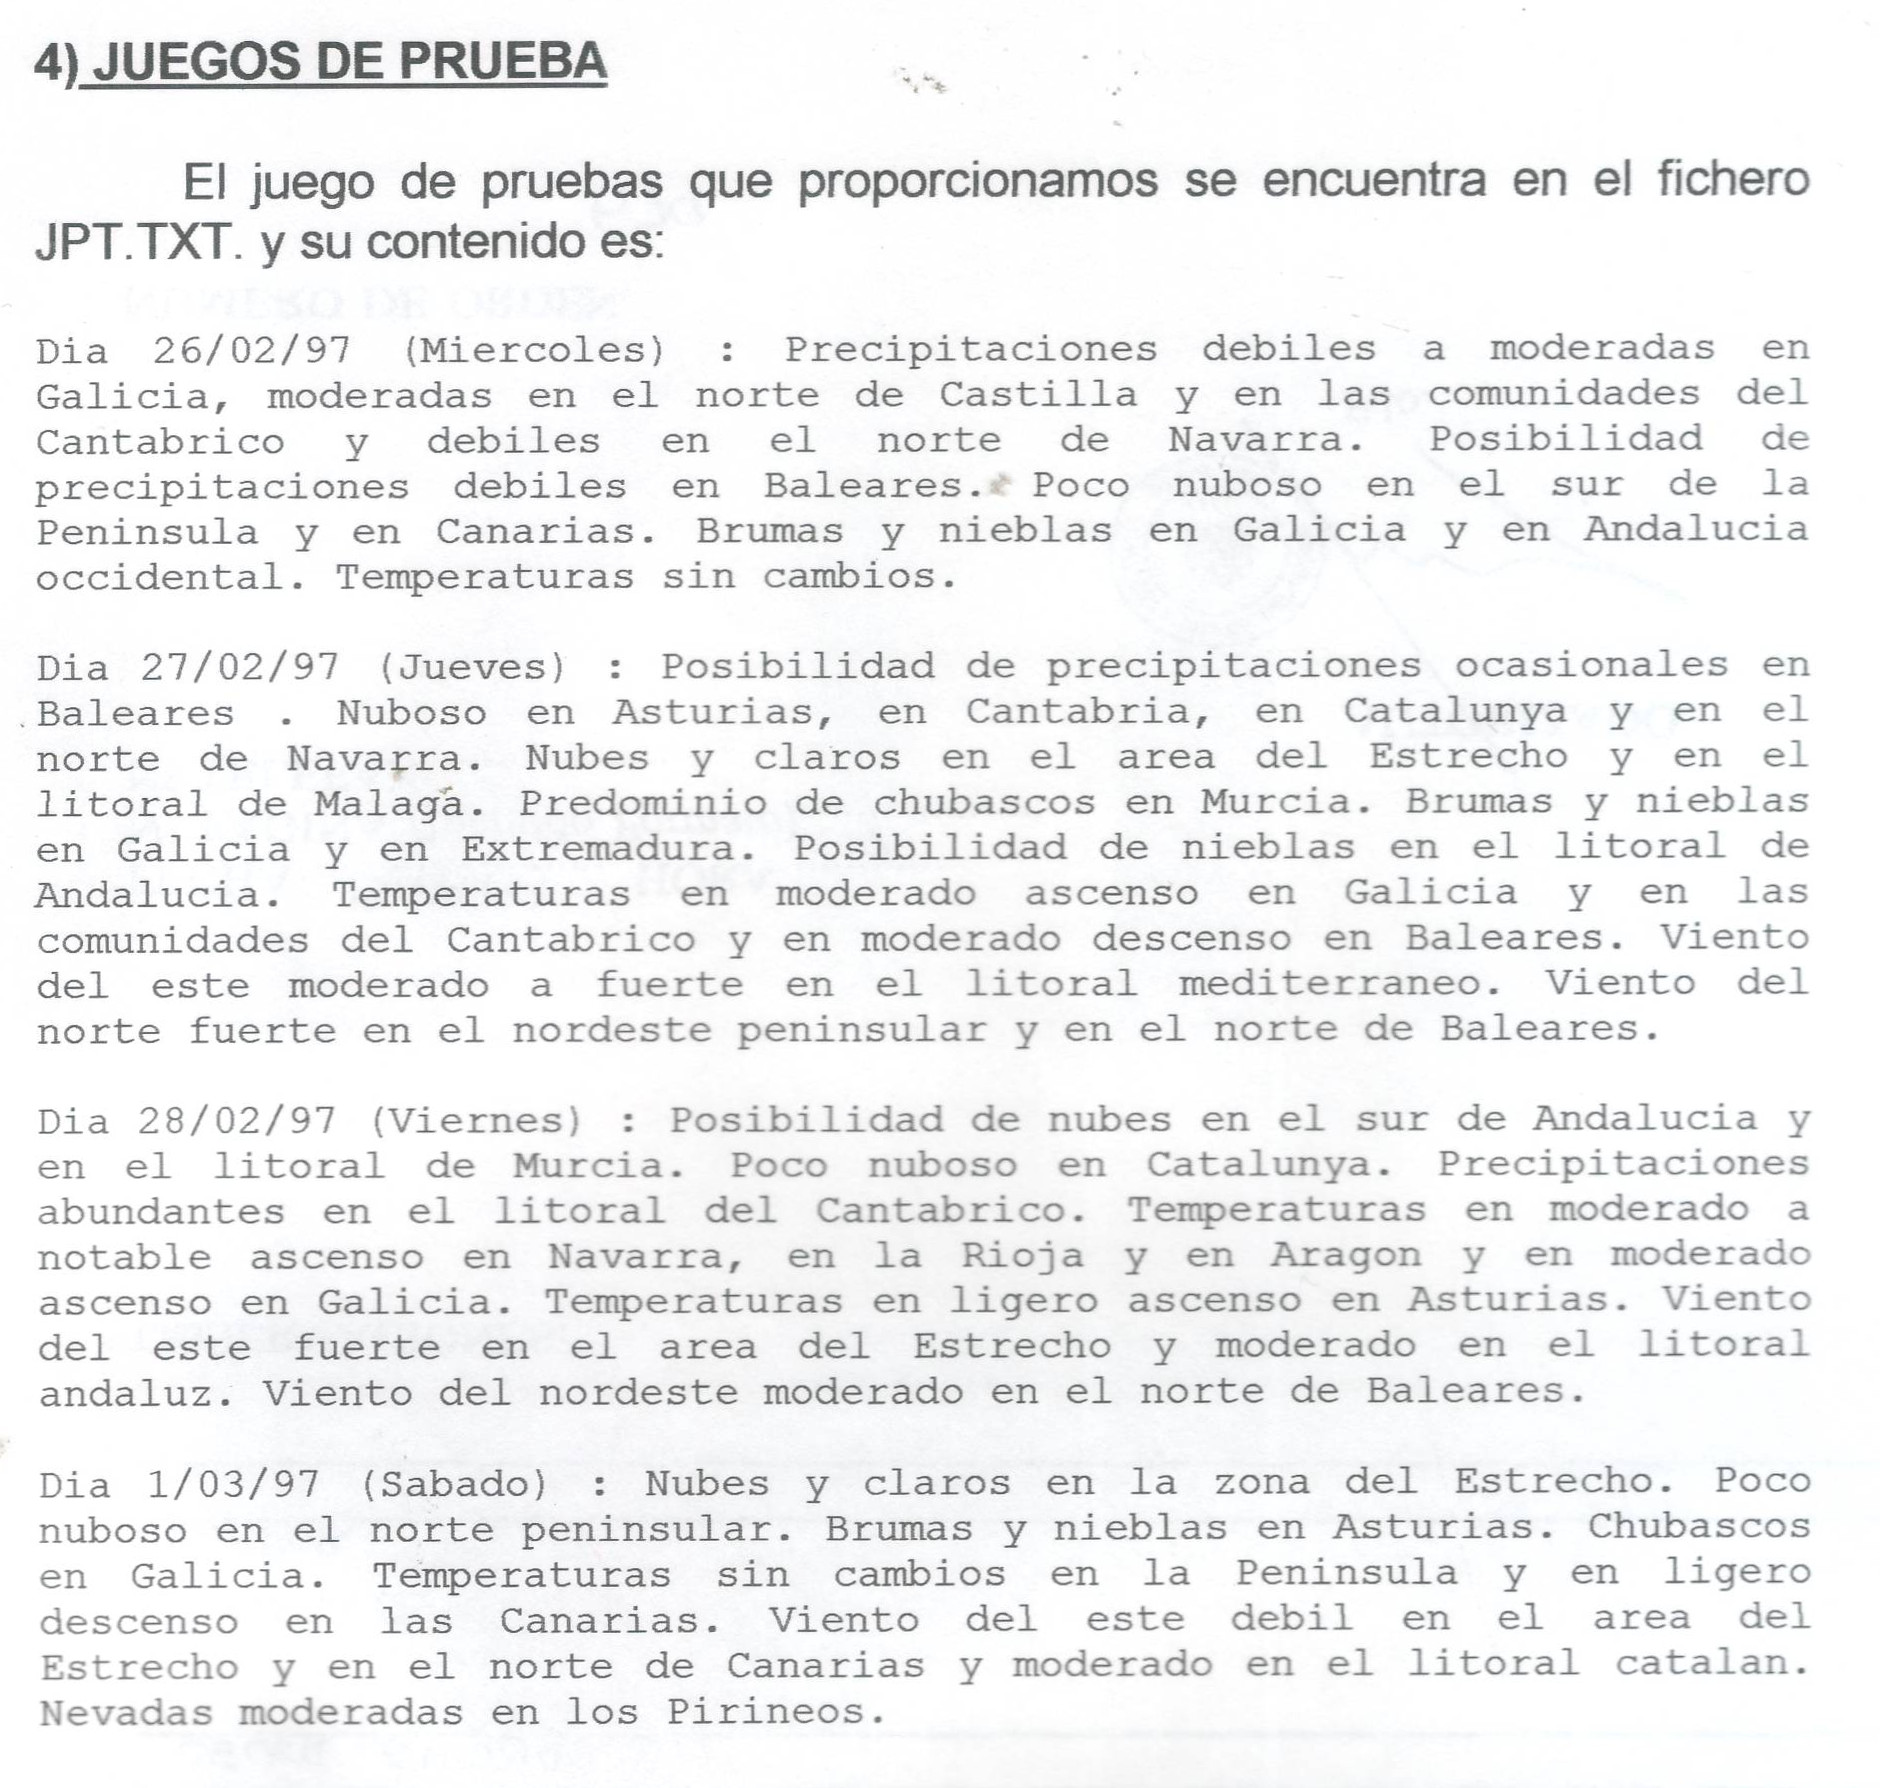 4) JUEGOS DE PRUEBA
El juego de pruebas que proporcionamos se encuentra en el fichero
JPT.TXT. y su contenido es:
Dia 26/02/97 (Miercoles) : Precipitaciones debiles a moderadas en
Galicia, moderadas en el norte de Castilla y en las comunidades del
Cantabrico y debiles en el norte de Navarra. Posibilidad de
precipitaciones debiles en Baleares. Poco nuboso en el sur de la
Peninsula y en Canarias. Brumas y nieblas en Galicia y en Andalucia
occidental. Temperaturas sin cambios.
Dia 27/02/97 (Jueves) : Posibilidad de precipitaciones ocasionales en
Baleares . Nuboso en Asturias, en Cantabria, en Catalunya y en el
norte de Navarra. Nubes y claros en el area del Estrecho y en el
litoral de Malaga. Predominio de chubascos en Murcia. Brumas y nieblas
en Galicia y en Extremadura. Posibilidad de nieblas en el litoral de
Andalucia. Temperaturas en moderado ascenso en Galicia y en las
comunidades del Cantabrico y en moderado descenso en Baleares. Viento
del este moderado a fuerte en el litoral mediterraneo. Viento del
norte fuerte en el nordeste peninsular y en el norte de Baleares.
Dia 28/02/97 (Viernes) : Posibilidad de nubes en el sur de Andalucia y
en el litoral de Murcia. Poco nuboso en Catalunya. Precipitaciones
abundantes en el litoral del Cantabrico. Temperaturas en moderado a
notable ascenso en Navarra, en la Rioja y en Aragon y en moderado
ascenso en Galicia. Temperaturas en ligero ascenso en Asturias. Viento
del este fuerte en el area del Estrecho y moderado en el litoral
andaluz. Viento del nordeste moderado en el norte de Baleares.
Dia 1/03/97 (Sabado) : Nubes y claros en la zona del Estrecho. Poco
nuboso en el norte peninsular. Brumas y nieblas en Asturias. Chubascos
en Galicia. Temperaturas sin cambios en la Peninsula y en ligero
descenso en las Canarias. Viento del este debil en el area del
Estrecho y en el norte de Canarias y moderado en el litoral catalan.
Nevadas moderadas en los Pirineos.